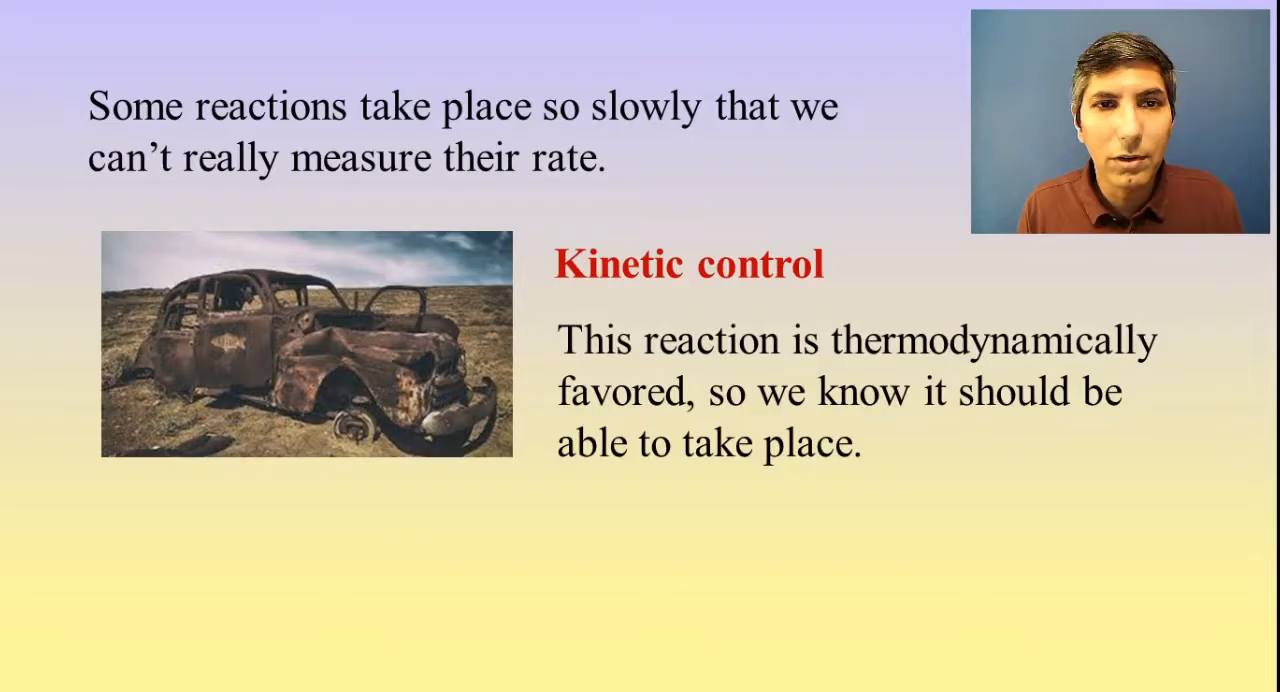 Some reactions take place so slowly that we
can’t really measure their rate.
Kinetic control
This reaction is thermodynamically
favored, so we know it should be
able to take place.